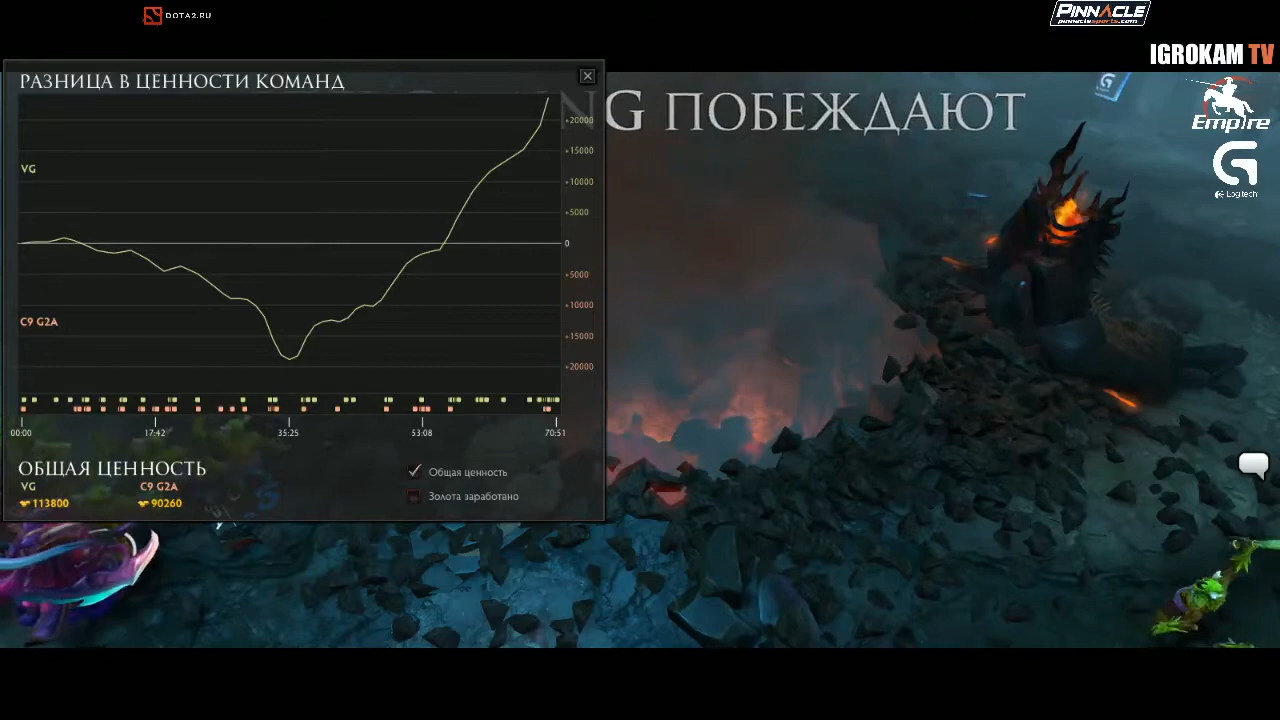 DOTA2.RU
PINNACLE
pinnaclesports.com
IGROKAM TV
РАЗНИЦА В ЦЕННОСТИ КОМАНД
NG ПОБЕЖДАЮТ
Empire
G
Logitech
VG
C9 G2A
+20000
+15000
+10000
+5000
0
+5000
+10000
+15000
+20000
00:00
17:42
35:25
53:08
70:51
ОБЩАЯ ЦЕННОСТЬ
VG
C9 G2A
113800
90260
Общая ценность
Золота заработано